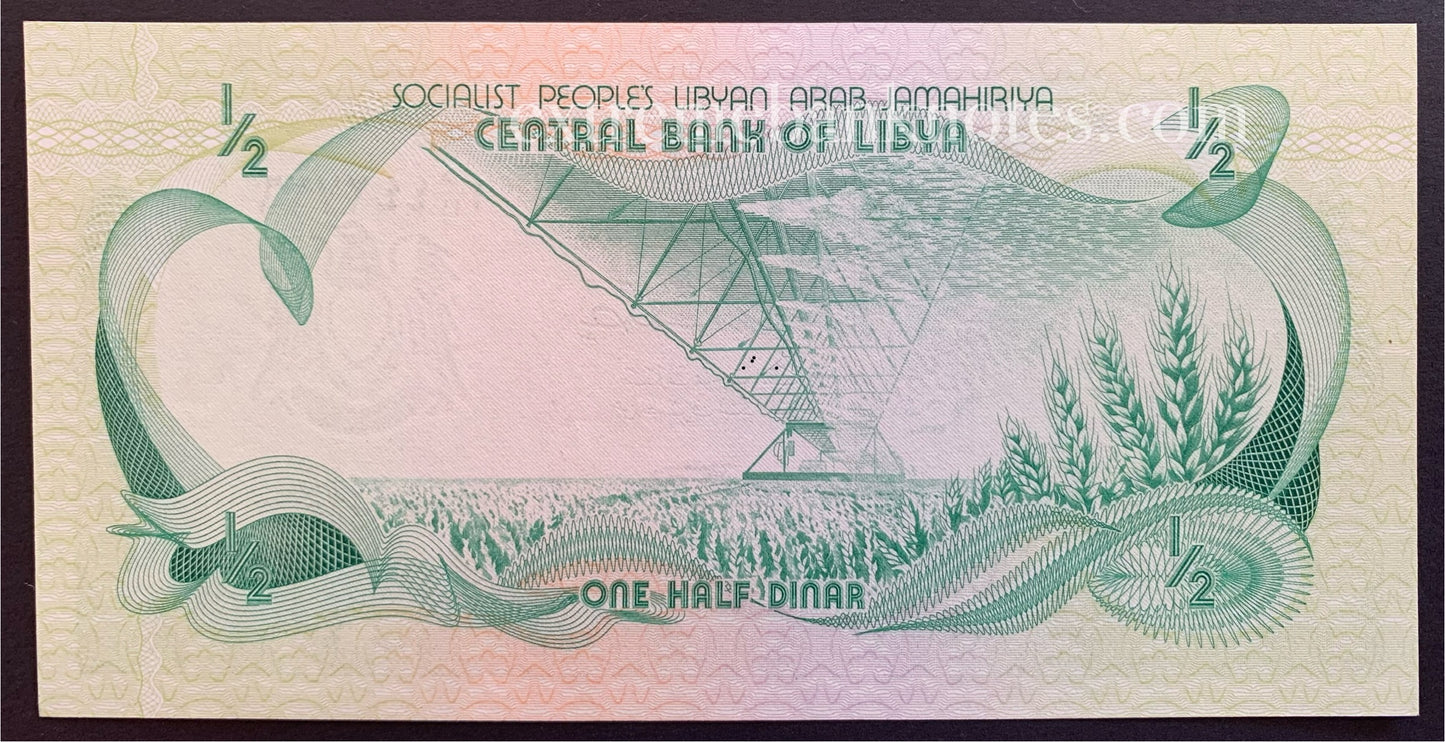 SOCIALIST PEOPLE'S LIBYAN ARAB JAMAHIRIYA
CENTRAL BANK OF LIBYA
1/2
1/2
1/2
1/2
ONE HALF DINAR